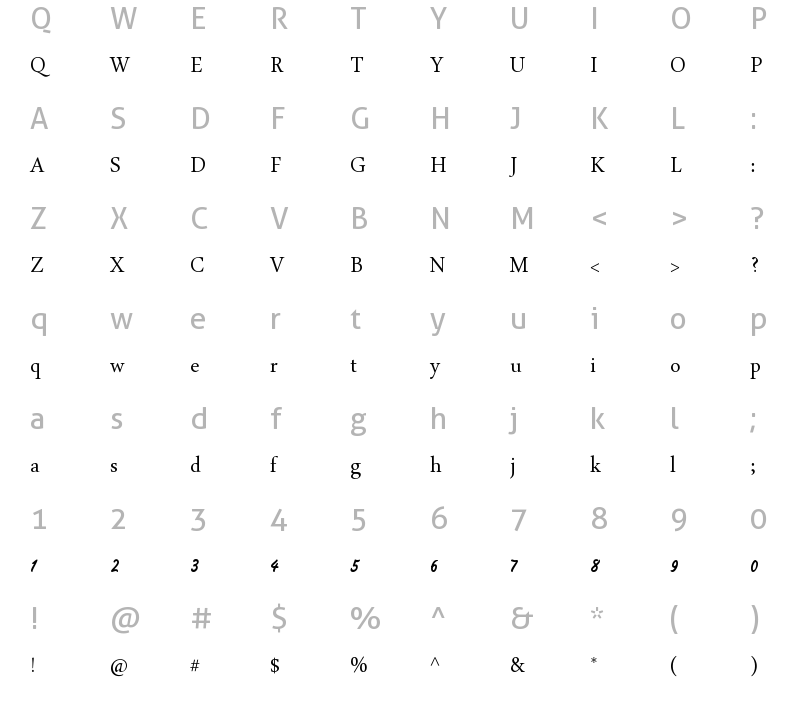 Q W E R T Y U I O P
Q W E R T Y U I O P
A S D F G H J K L :
A S D F G H J K L :
Z X C V B N M < > ?
Z X C V B N M < > ?
q w e r t y u i o p
q w e r t y u i o p
a s d f g h j k l ;
a s d f g h j k l ;
1 2 3 4 5 6 7 8 9 0
1 2 3 4 5 6 7 8 9 0
! @ # $ % ^ & * ( )
! @ # $ % ^ & * ( )